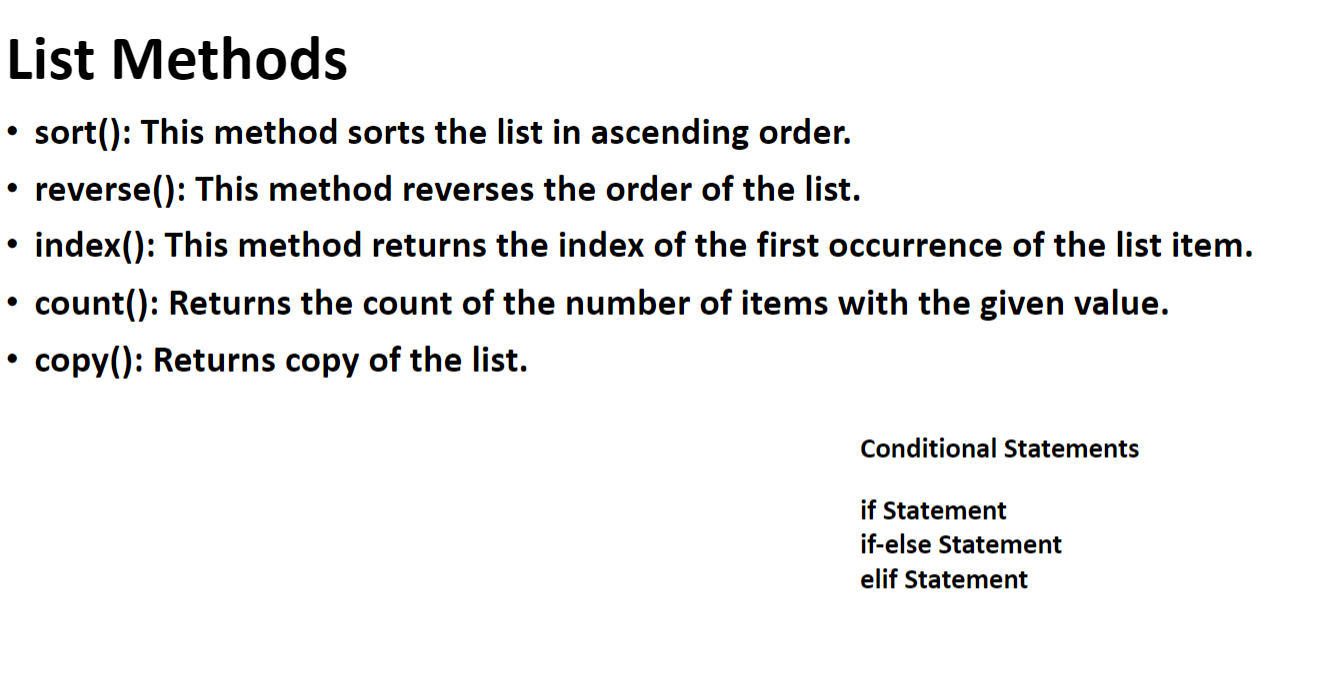 List Methods
• sort(): This method sorts the list in ascending order.
• reverse(): This method reverses the order of the list.
• index(): This method returns the index of the first occurrence of the list item.
• count(): Returns the count of the number of items with the given value.
• copy(): Returns copy of the list.
Conditional Statements
if Statement
if-else Statement
elif Statement